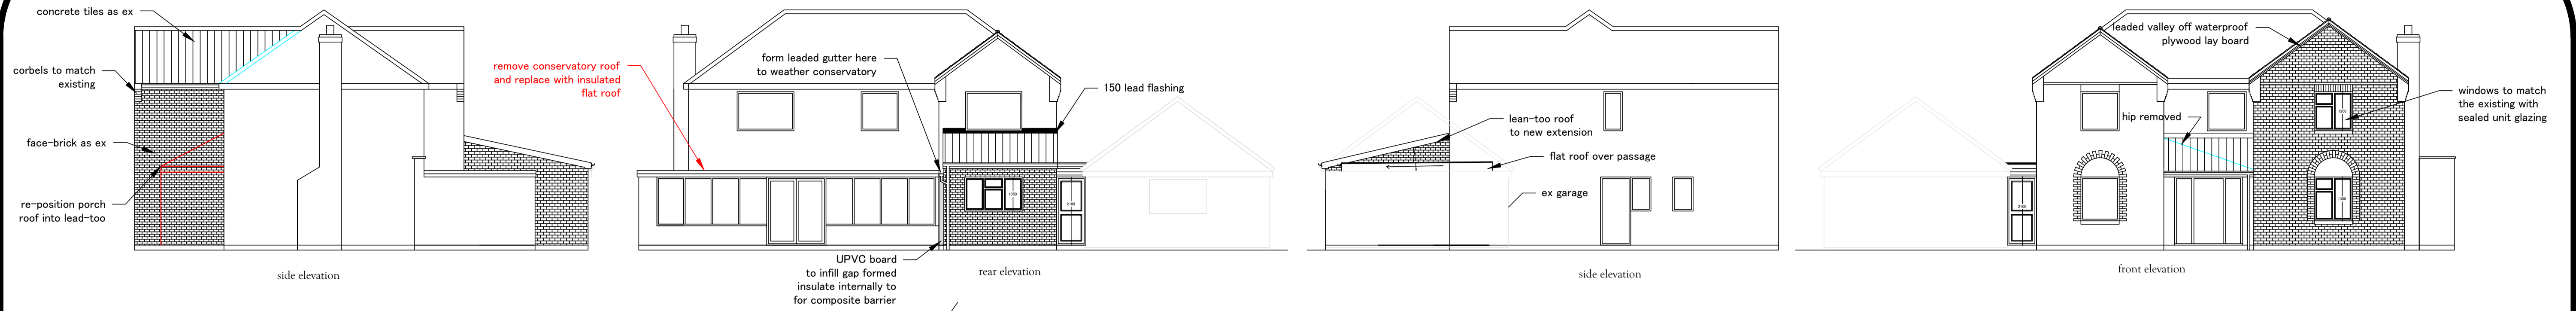 concrete tiles as ex
corbels to match
existing
face-brick as ex
re-position porch
roof into lead-too
side elevation
remove conservatory roof
and replace with insulated
flat roof
form leaded gutter here
to weather conservatory
150 lead flashing
1050
2100
UPVC board
to infill gap formed
insulate internally to
for composite barrier
rear elevation
lean-too roof
to new extension
flat roof over passage
ex garage
side elevation
leaded valley off waterproof
plywood lay board
hip removed
windows to match
the existing with
sealed unit glazing
2100
front elevation